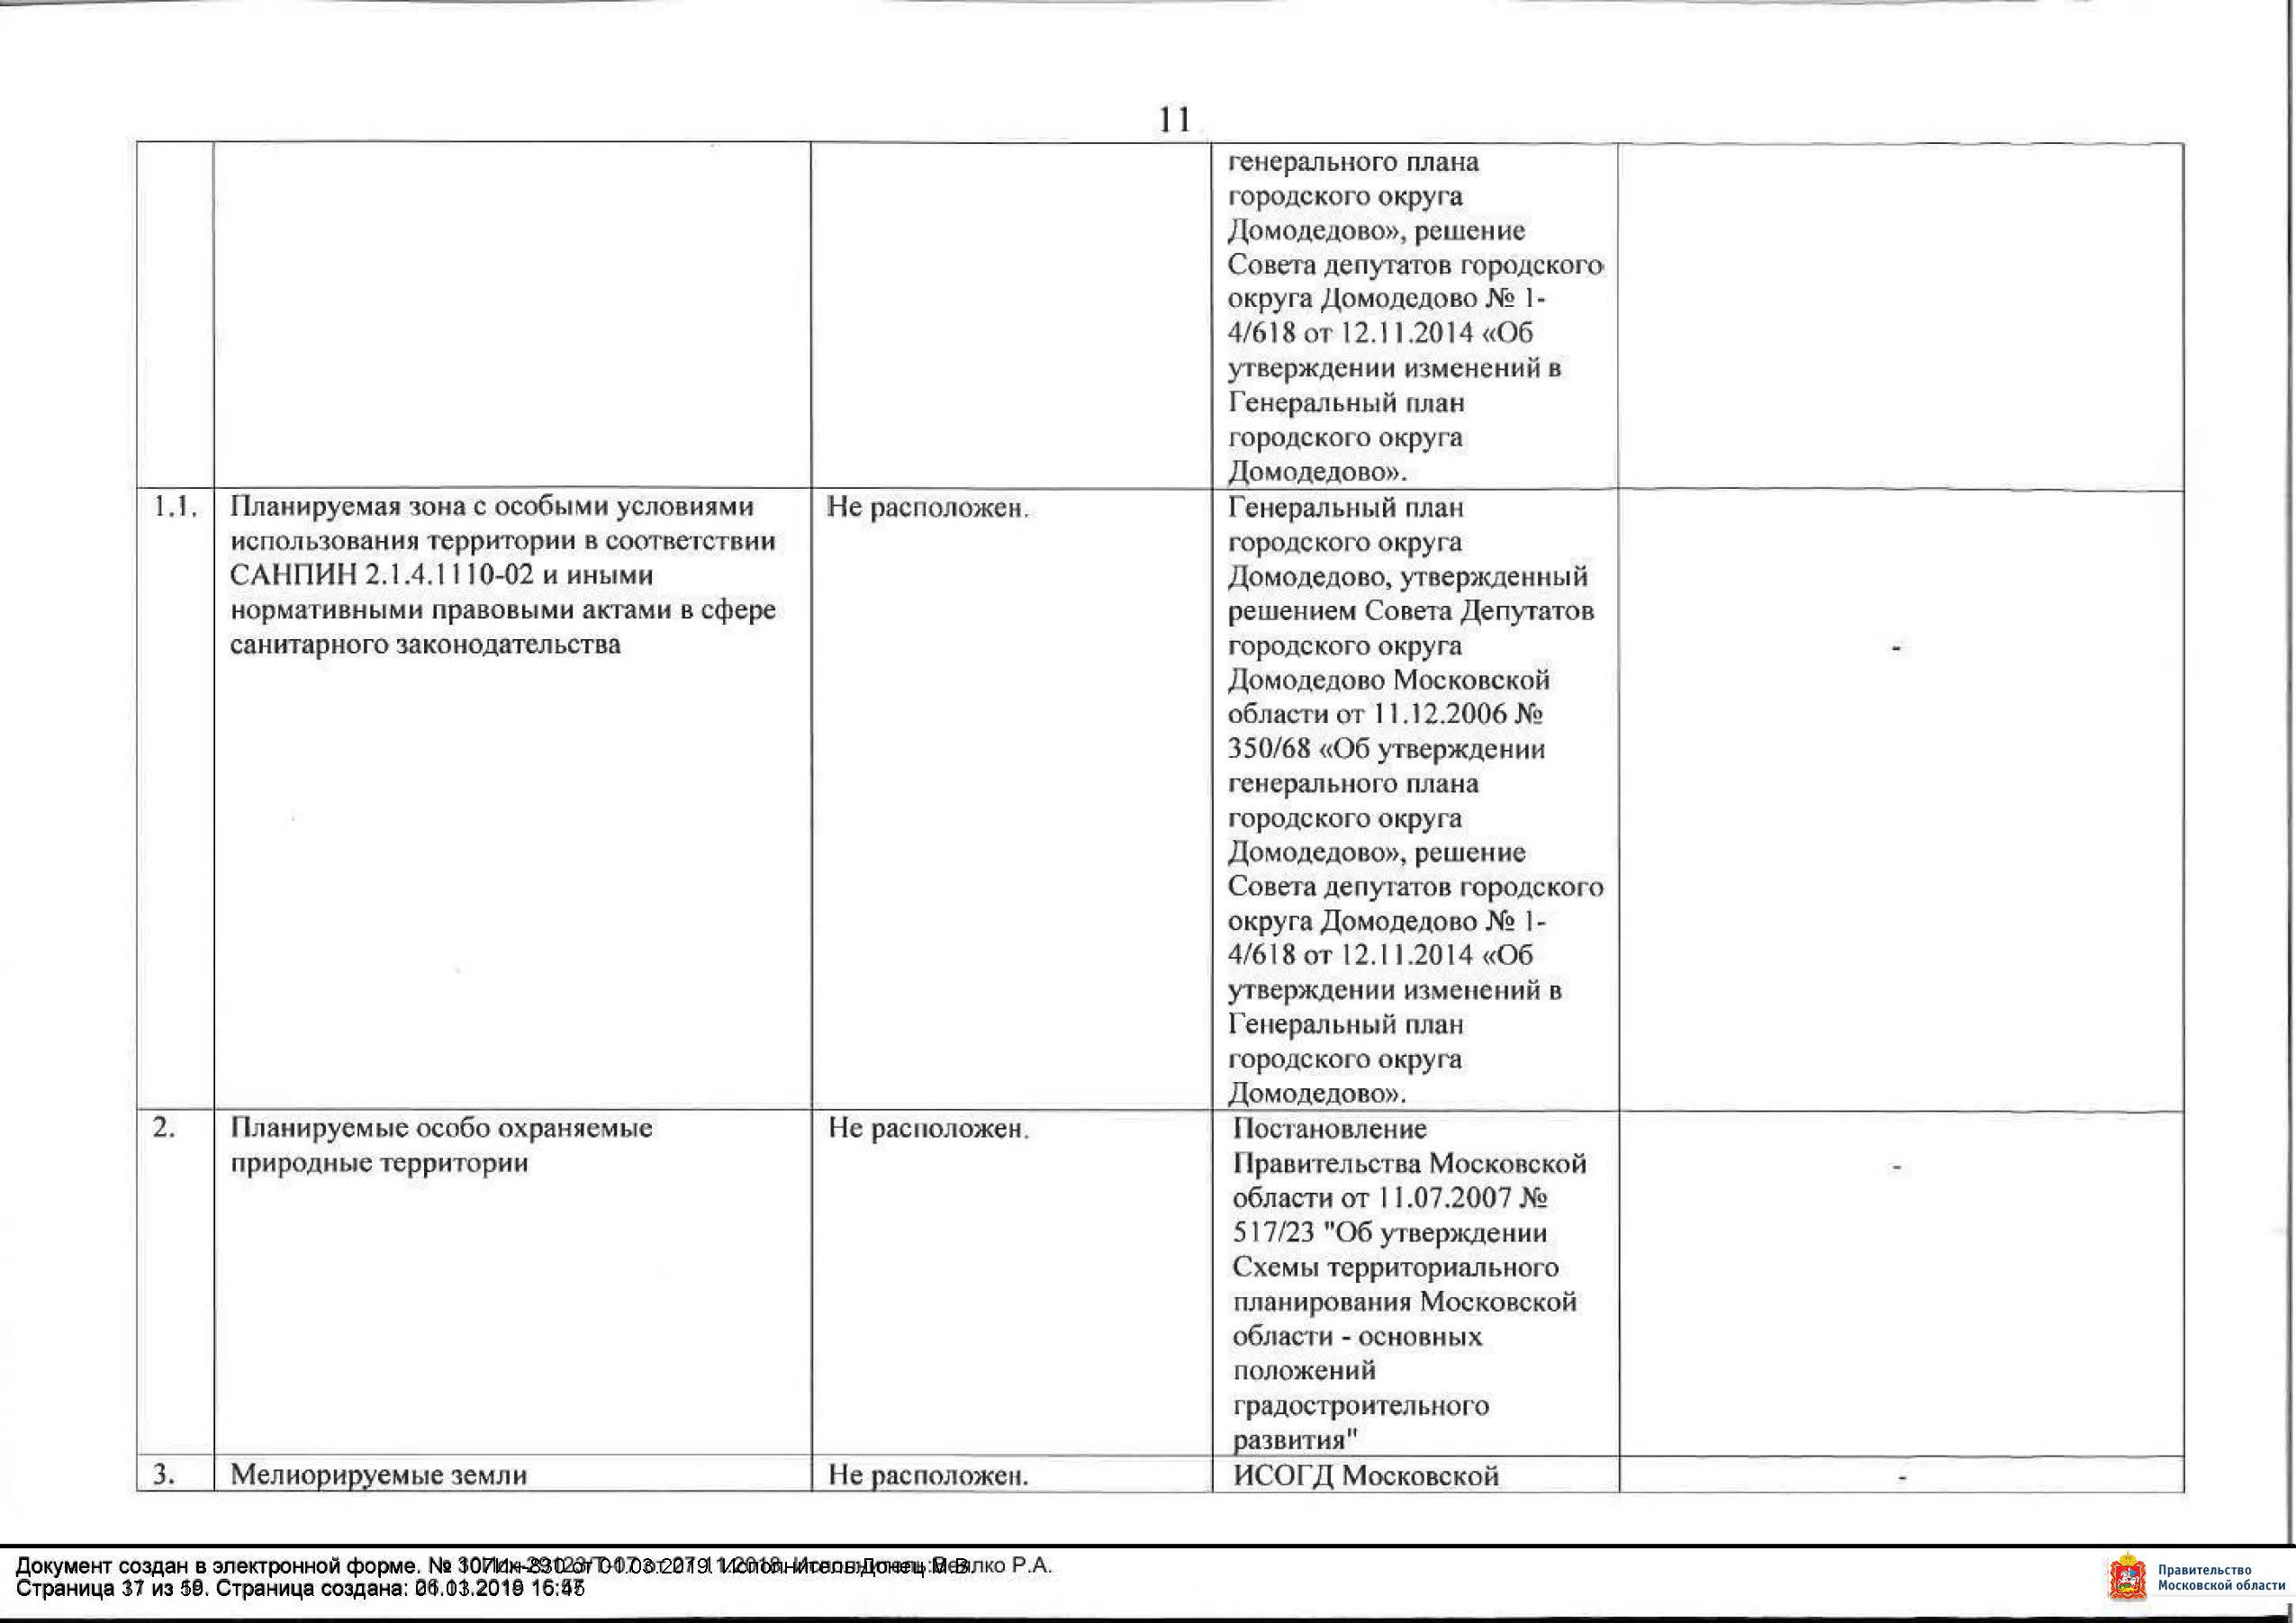 11
генерального плана
городского округа
Домодедово», решение
Совета депутатов городского
округа Домодедово № 1-
4/618 от 12.11.2014 «Об
утверждении изменений в
Генеральный план
городского округа
Домодедово».
1.1.
Планируемая зона с особыми условиями
использования территории в соответствии
САНПИН 2.1.4.1110-02 и иными
нормативными правовыми актами в сфере
санитарного законодательства
Не расположен.
Генеральный план
городского округа
Домодедово, утвержденный
решением Совета Депутатов
городского округа
Домодедово Московской
области от 11.12.2006 №
350/68 «Об утверждении
генерального плана
городского округа
Домодедово», решение
Совета депутатов городского
округа Домодедово № 1-
4/618 от 12.11.2014 «Об
утверждении изменений в
Генеральный план
городского округа
Домодедово».
-
2.
Планируемые особо охраняемые
природные территории
Не расположен.
Постановление
Правительства Московской
области от 11.07.2007 №
517/23 "Об утверждении
Схемы территориального
планирования Московской
области - основных
положений
градостроительного
развития"
-
3.
Мелиорируемые земли
Не расположен.
ИСОГД Московской
-
Документ создан в электронной форме. № от Исполнитель: Р.А.
Страница из Страница создана:
Правительство
Московской области